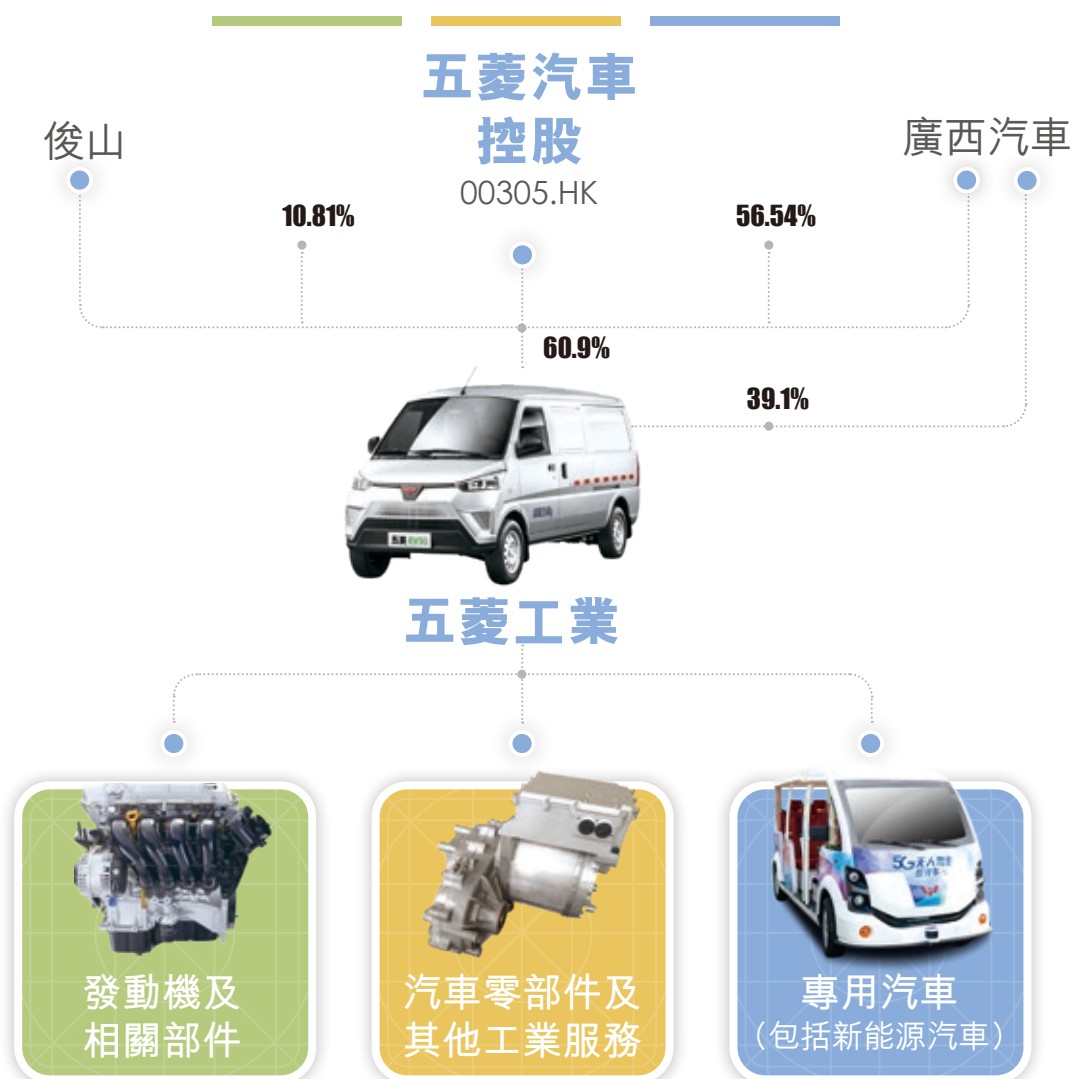 五菱汽車
控股
00305.HK
俊山
廣西汽車
10.81%
56.54%
60.9%
39.1%
五菱工業
發動機及
相關部件
汽車零部件及
其他工業服務
專用汽車
(包括新能源汽車)